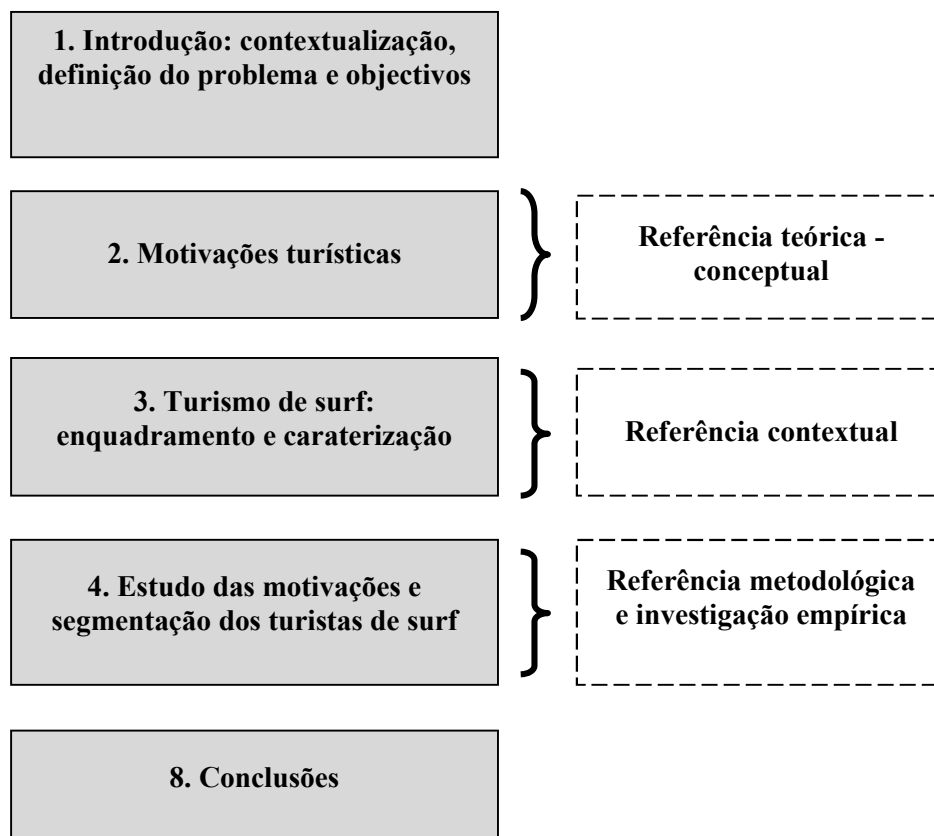 1. Introdução: contextualização,
definição do problema e objectivos
2. Motivações turísticas
Referência teórica -
conceptual
3. Turismo de surf:
enquadramento e caraterização
Referência contextual
4. Estudo das motivações e
segmentação dos turistas de surf
Referência metodológica
e investigação empírica
8. Conclusões